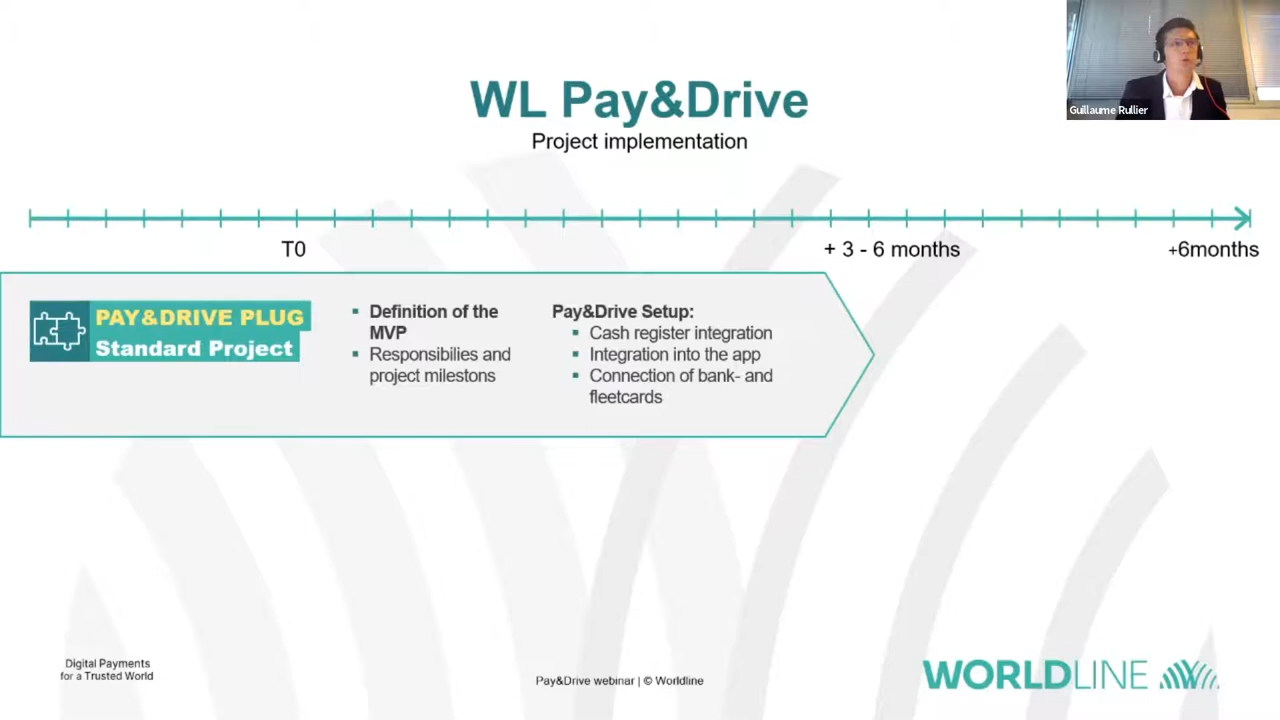 WL Pay&Drive
Project implementation
Guillaume Rullier
T0
+ 3 - 6 months
+6months
PAY&DRIVE PLUG
Standard Project
▪ Definition of the
MVP
▪ Responsibilies and
project milestons
Pay&Drive Setup:
▪ Cash register integration
▪ Integration into the app
▪ Connection of bank- and
fleetcards
Digital Payments
for a Trusted World
Pay&Drive webinar | © Worldline
WORLDLINE